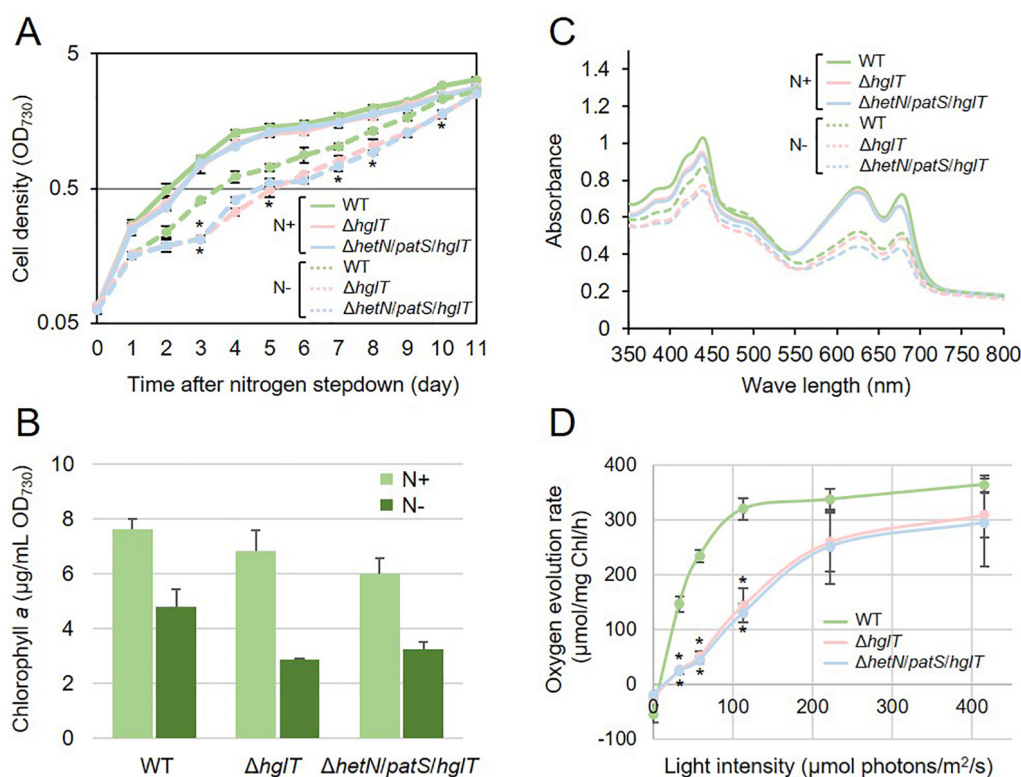 A
Cell density (OD730)
5
0.5
0.05
N+
WT
ΔhglT
ΔhetN/patS/hglT
N-
WT
ΔhglT
ΔhetN/patS/hglT
*
*
*
*
*
*
0 1 2 3 4 5 6 7 8 9 10 11
Time after nitrogen stepdown (day)
B
Chlorophyll a (µg/mL OD730)
10
8
6
4
2
0
N+
N-
WT ΔhglT ΔhetN/patS/hglT
C
Absorbance
1.4
1.2
1
0.8
0.6
0.4
0.2
0
N+
WT
ΔhglT
ΔhetN/patS/hglT
N-
WT
ΔhglT
ΔhetN/patS/hglT
350 400 450 500 550 600 650 700 750 800
Wave length (nm)
D
Oxygen evolution rate
(µmol/mg Chl/h)
400
300
200
100
0
-100
*
*
*
*
*
*
WT
ΔhglT
ΔhetN/patS/hglT
0 100 200 300 400
Light intensity (µmol photons/m2/s)